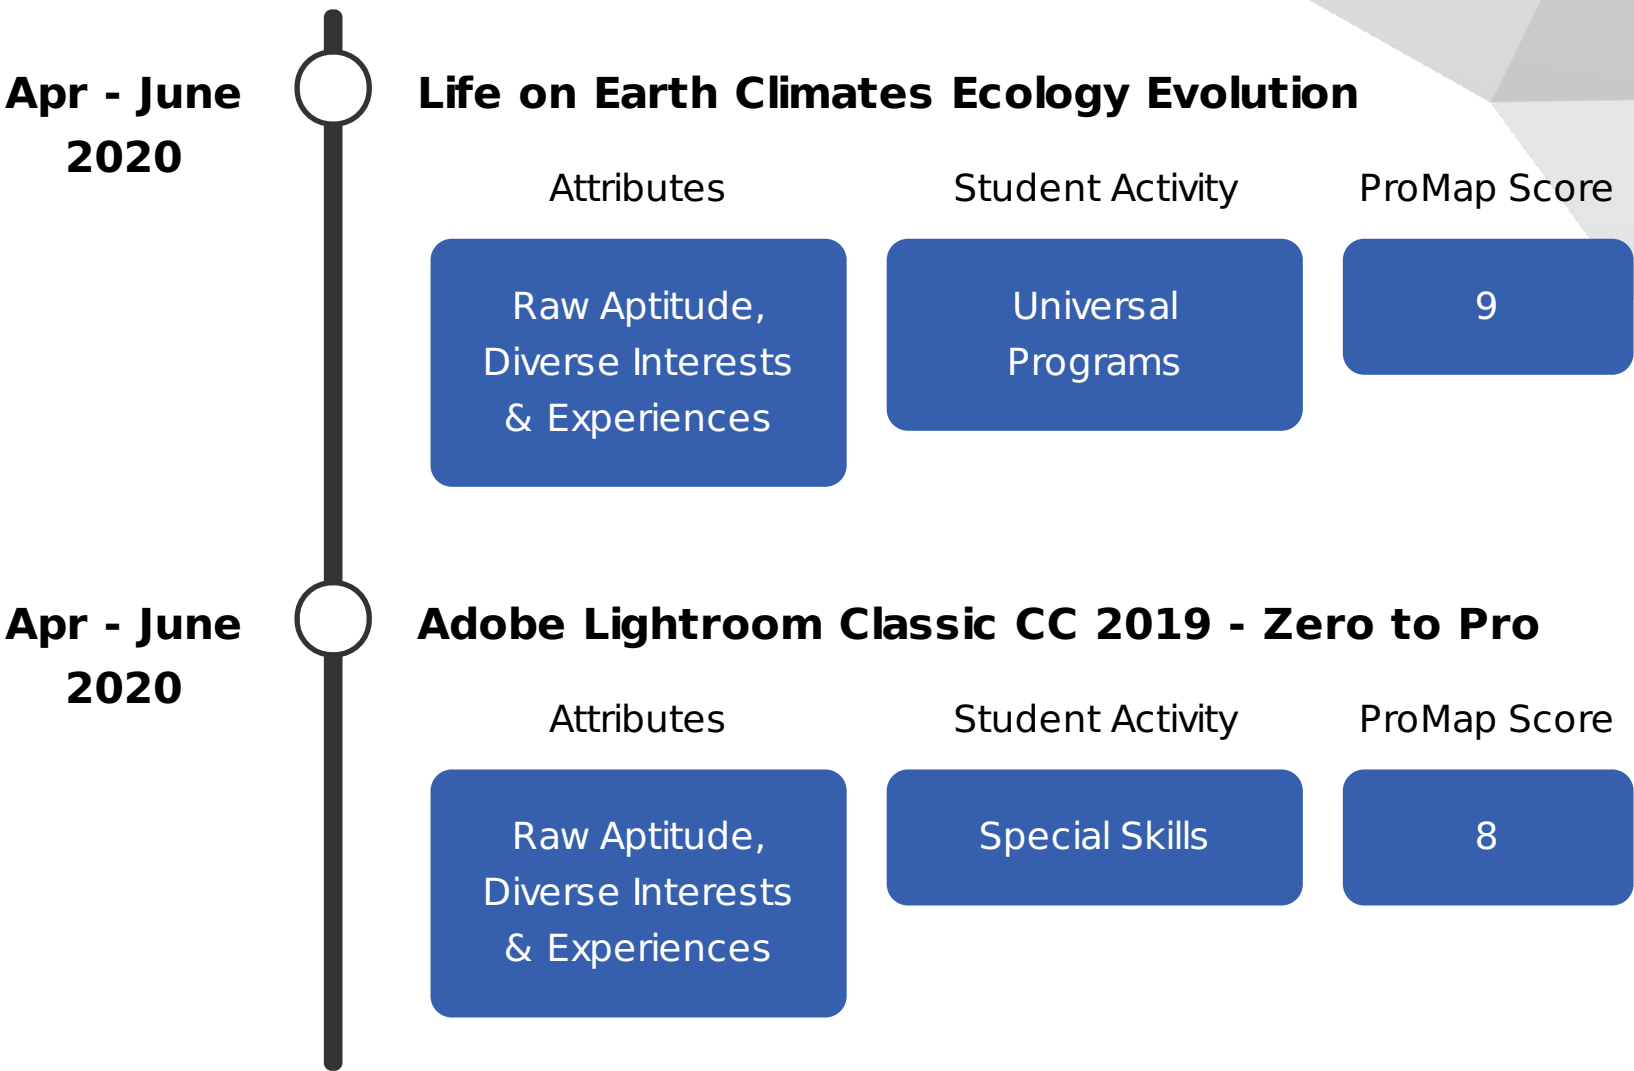 Apr - June
2020
Life on Earth Climates Ecology Evolution
Attributes
Student Activity
ProMap Score
Raw Aptitude,
Diverse Interests
& Experiences
Universal
Programs
9
Apr - June
2020
Adobe Lightroom Classic CC 2019 - Zero to Pro
Attributes
Student Activity
ProMap Score
Raw Aptitude,
Diverse Interests
& Experiences
Special Skills
8